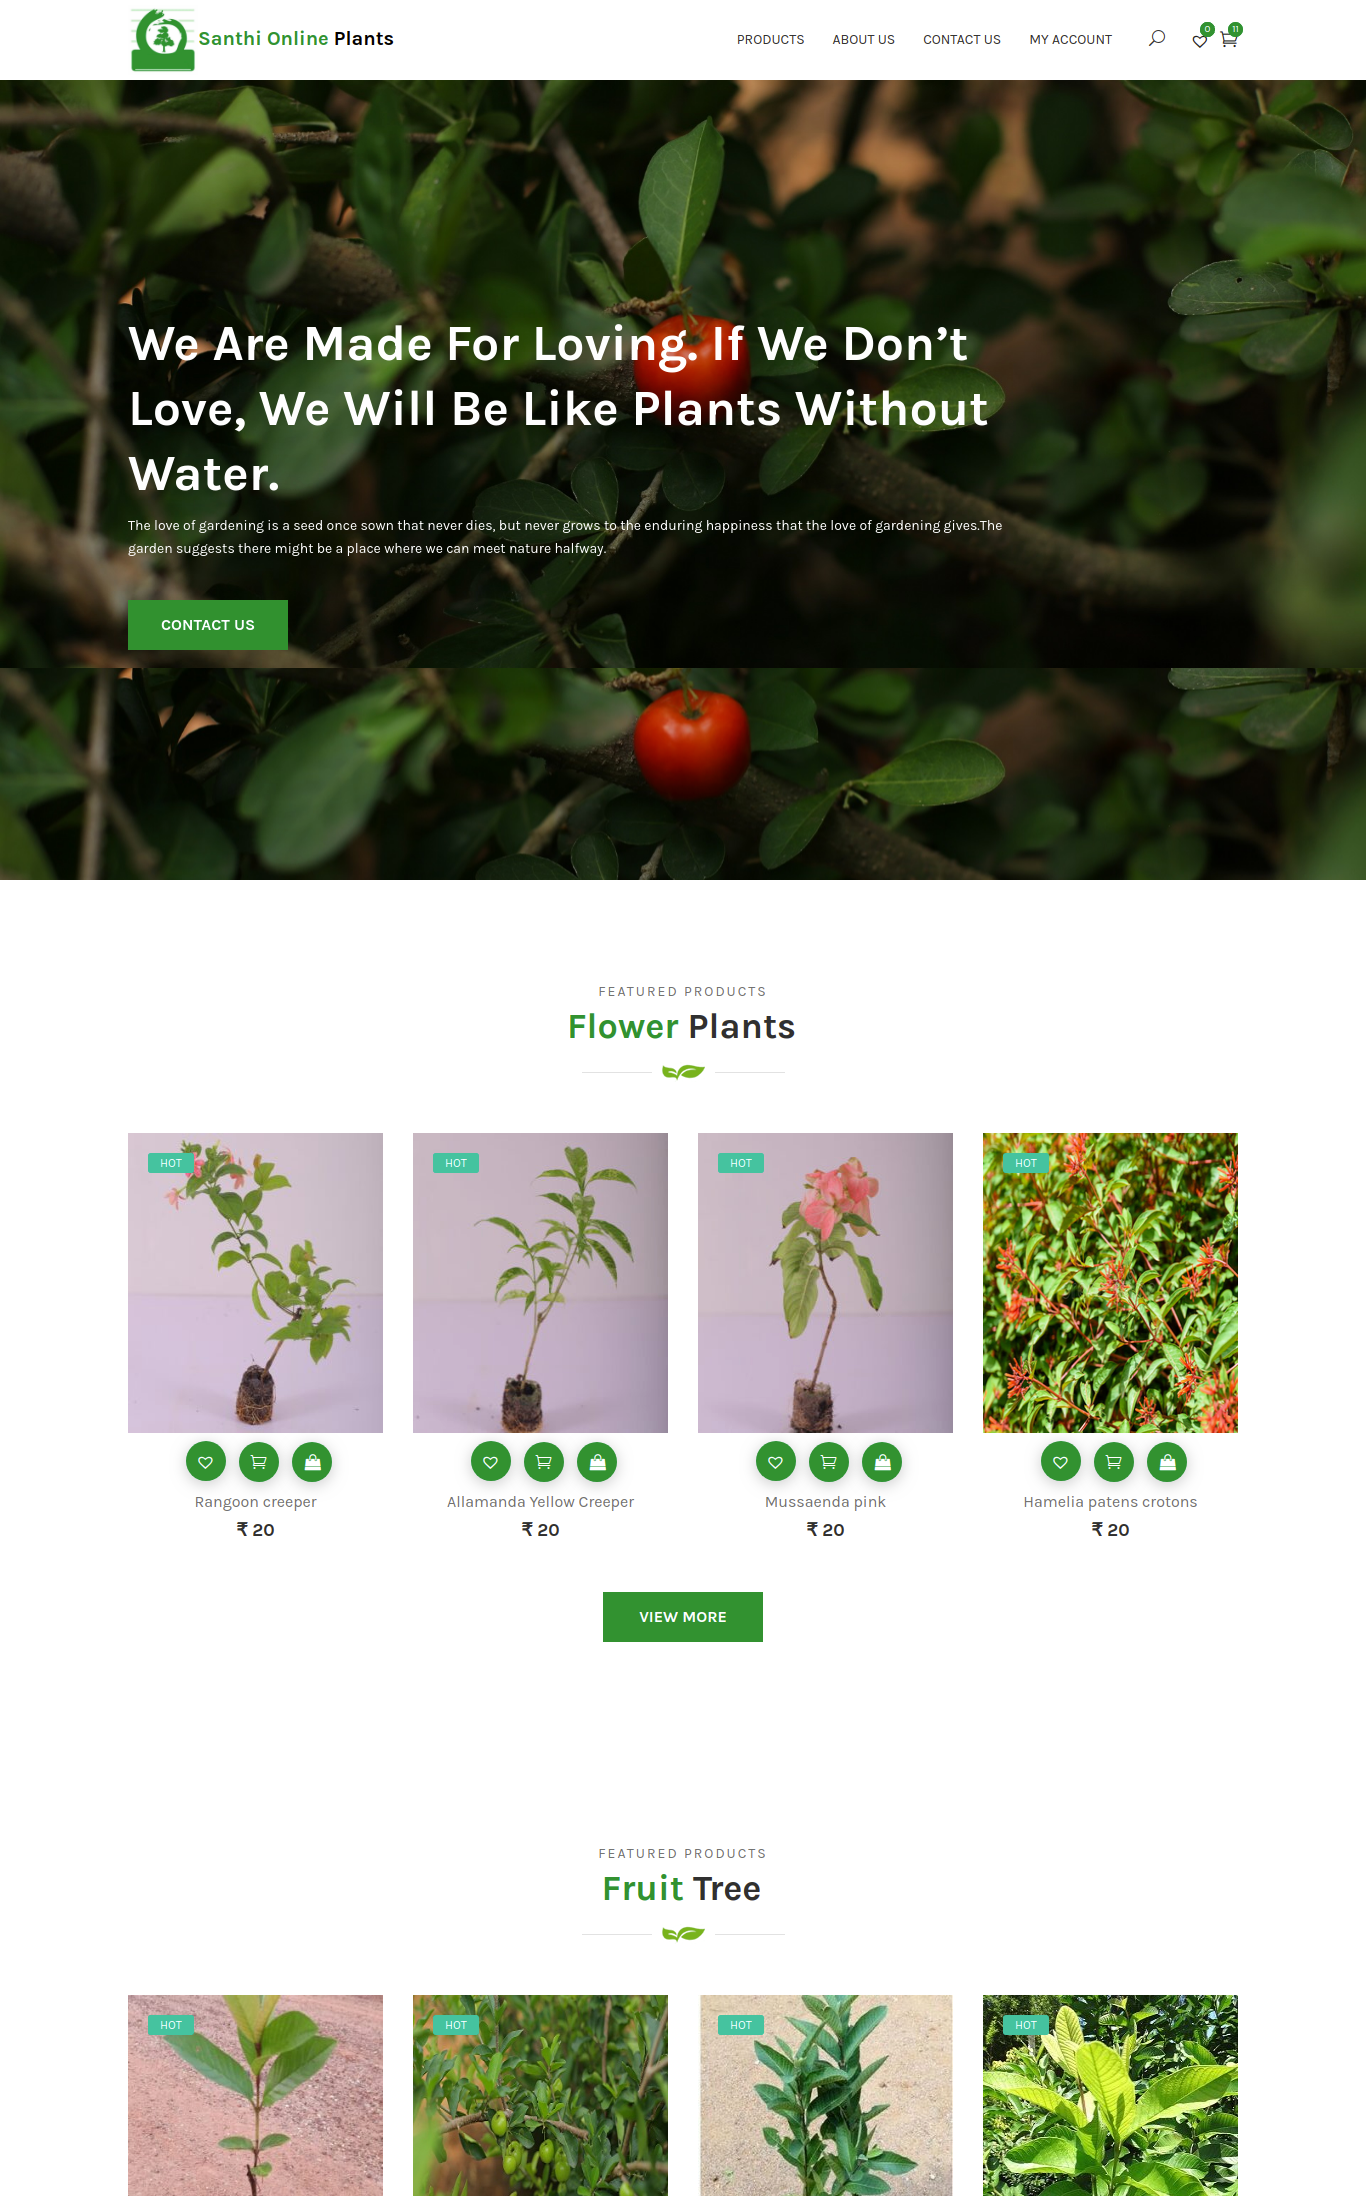 Santhi Online Plants
PRODUCTS ABOUT US CONTACT US MY ACCOUNT 0 11
We Are Made For Loving. If We Don’t
Love, We Will Be Like Plants Without
Water.
The love of gardening is a seed once sown that never dies, but never grows to the enduring happiness that the love of gardening gives.The
garden suggests there might be a place where we can meet nature halfway.
CONTACT US
FEATURED PRODUCTS
Flower Plants
HOT HOT HOT HOT
Rangoon creeper Allamanda Yellow Creeper Mussaenda pink Hamelia patens crotons
₹ 20 ₹ 20 ₹ 20 ₹ 20
VIEW MORE
FEATURED PRODUCTS
Fruit Tree
HOT HOT HOT HOT